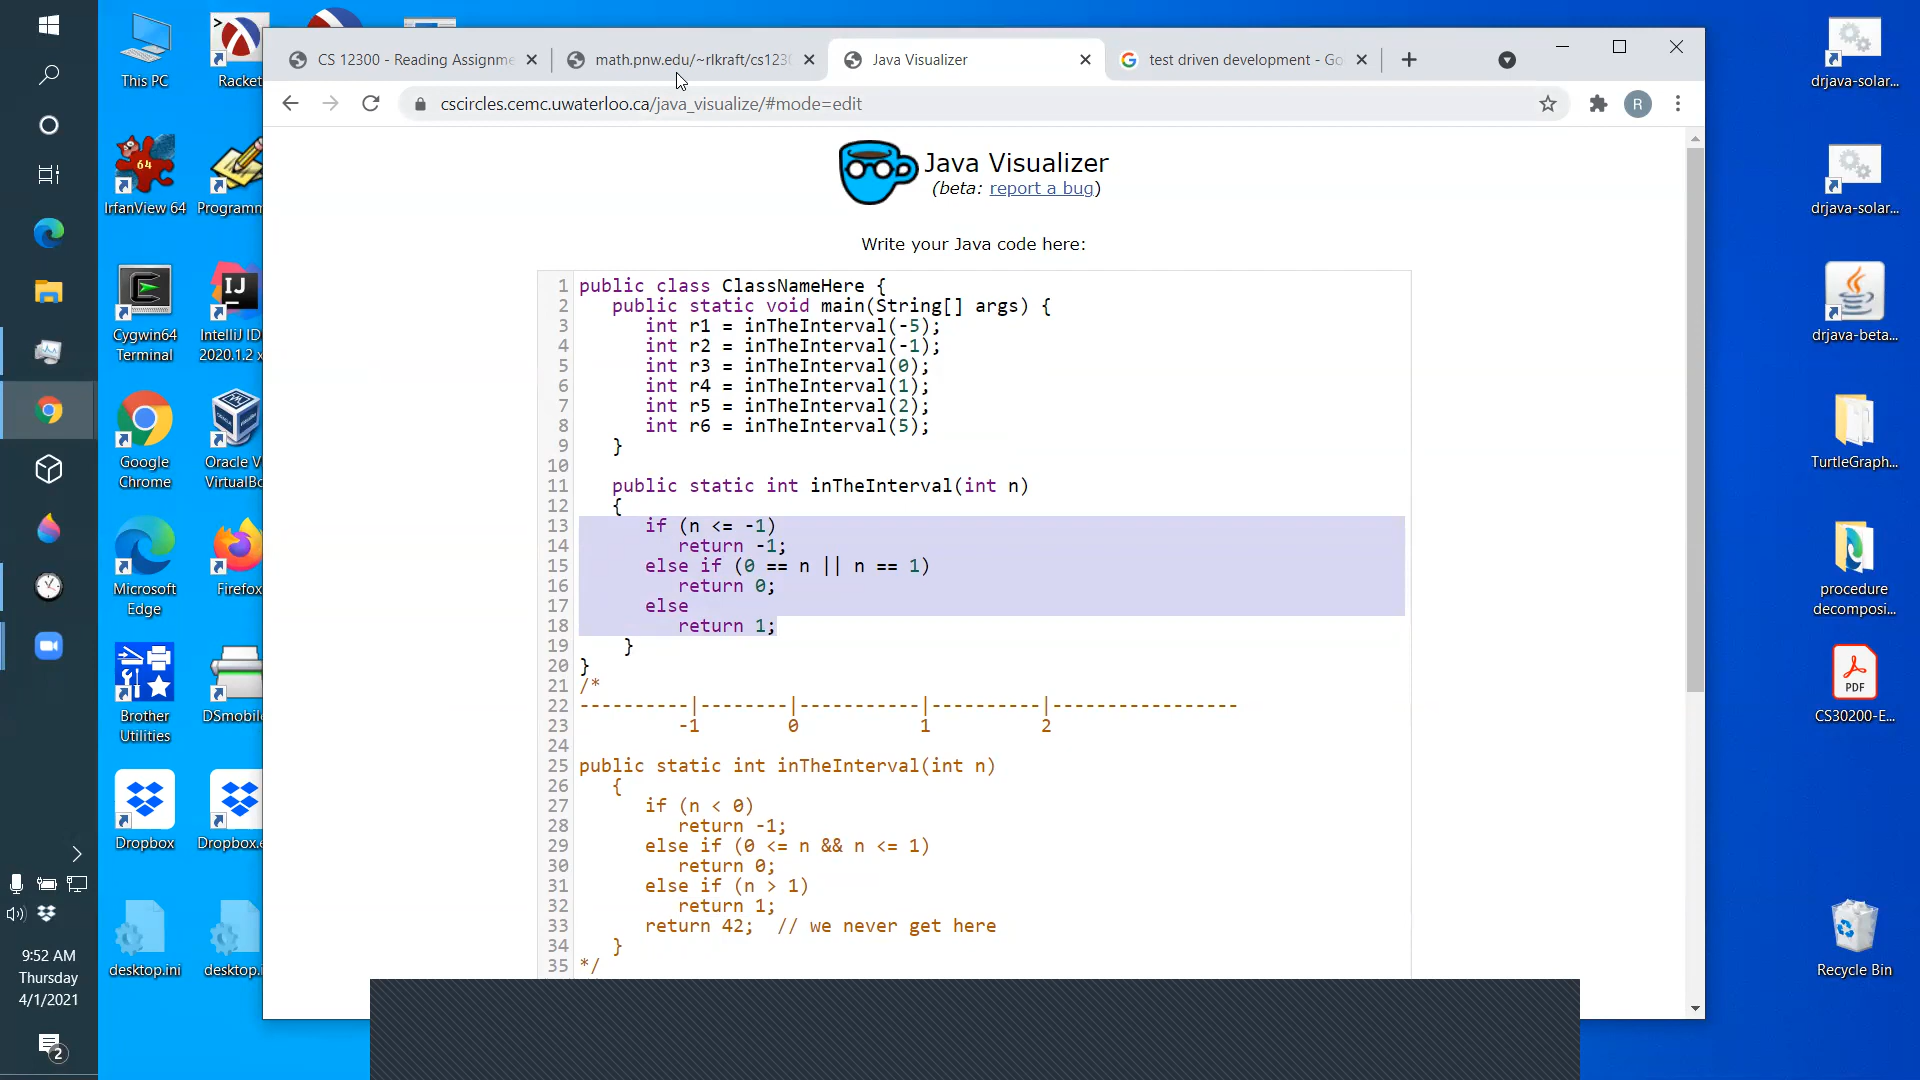 CS 12300 - Reading Assignme
math.pnw.edu/~rlkraft/cs123
Java Visualizer
test driven development - Go
cscircles.cemc.uwaterloo.ca/java_visualize/#mode=edit
R
Java Visualizer
(beta: report a bug)
Write your Java code here:
1 public class ClassNameHere {
2    public static void main(String[] args) {
3       int r1 = inTheInterval(-5);
4       int r2 = inTheInterval(-1);
5       int r3 = inTheInterval(0);
6       int r4 = inTheInterval(1);
7       int r5 = inTheInterval(2);
8       int r6 = inTheInterval(5);
9    }
10
11    public static int inTheInterval(int n)
12    {
13       if (n <= -1)
14          return -1;
15       else if (0 == n || n == 1)
16          return 0;
17       else
18          return 1;
19     }
20 }
21 /*
22 ----------|--------|-----------|----------|-----------------
23          -1        0           1          2
24
25 public static int inTheInterval(int n)
26    {
27       if (n < 0)
28          return -1;
29       else if (0 <= n && n <= 1)
30          return 0;
31       else if (n > 1)
32          return 1;
33       return 42;  // we never get here
34    }
35 */
This PC
Racket
64
IrfanView 64
Programm
Cygwin64
Terminal
IJ
IntelliJ ID
2020.1.2 x
Google
Chrome
Oracle V
VirtualBo
Microsoft
Edge
Firefox
Brother
Utilities
DSmobile
Dropbox
Dropbox.e
desktop.ini
desktop.i
9:52 AM
Thursday
4/1/2021
2
drjava-solar...
drjava-solar...
drjava-beta...
TurtleGraph...
procedure
decomposi...
PDF
CS30200-E...
Recycle Bin